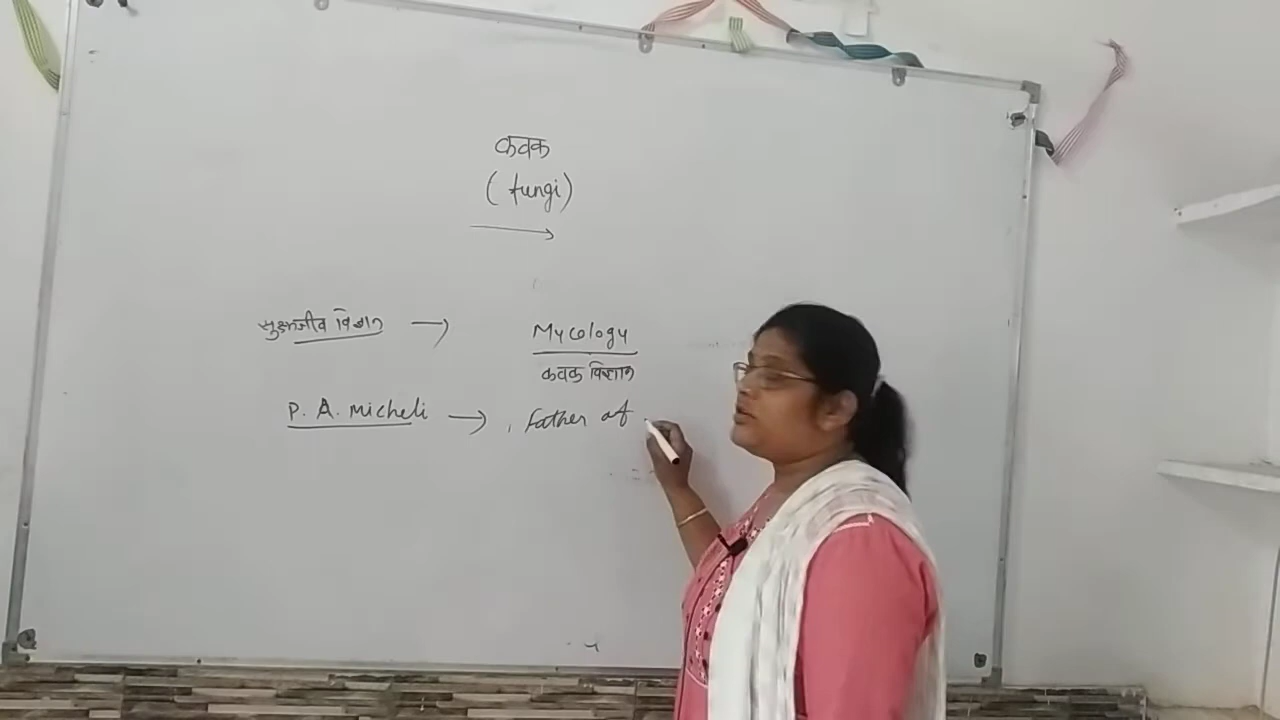 कवक
(fungi)
सुक्ष्मजीव विज्ञान → Mycology
कवक विज्ञान
P. A. Micheli → , Father of